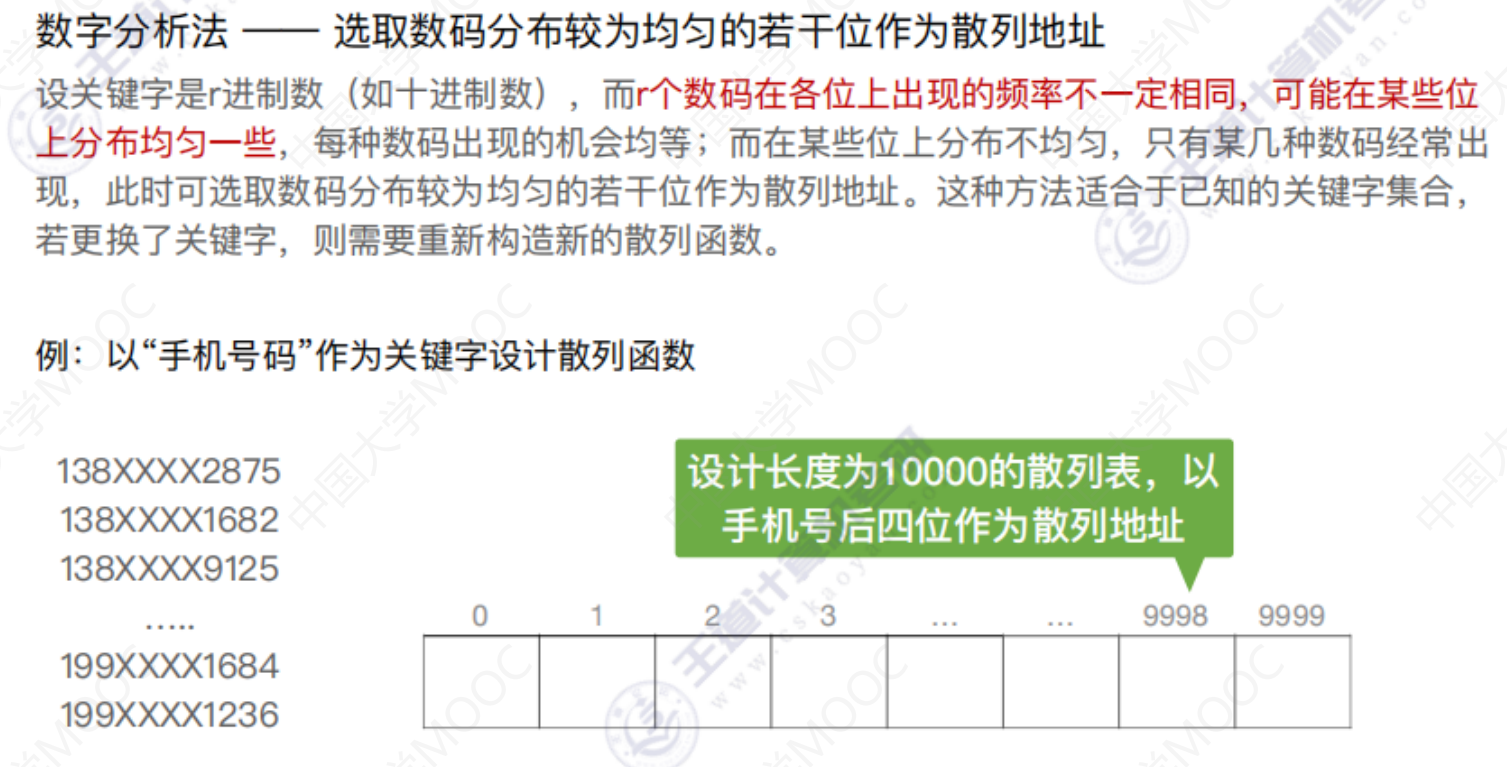 数字分析法 —— 选取数码分布较为均匀的若干位作为散列地址
设关键字是r进制数（如十进制数），而r个数码在各位上出现的频率不一定相同，可能在某些位
上分布均匀一些，每种数码出现的机会均等；而在某些位上分布不均匀，只有某几种数码经常出
现，此时可选取数码分布较为均匀的若干位作为散列地址。这种方法适合于已知的关键字集合，
若更换了关键字，则需要重新构造新的散列函数。
例：以“手机号码”作为关键字设计散列函数
138XXXX2875
138XXXX1682
138XXXX9125
…..
199XXXX1684
199XXXX1236
设计长度为10000的散列表，以
手机号后四位作为散列地址
0 1 2 3 … … 9998 9999
中国大学MOOC
王道计算机考研
www.cskaoyan.com